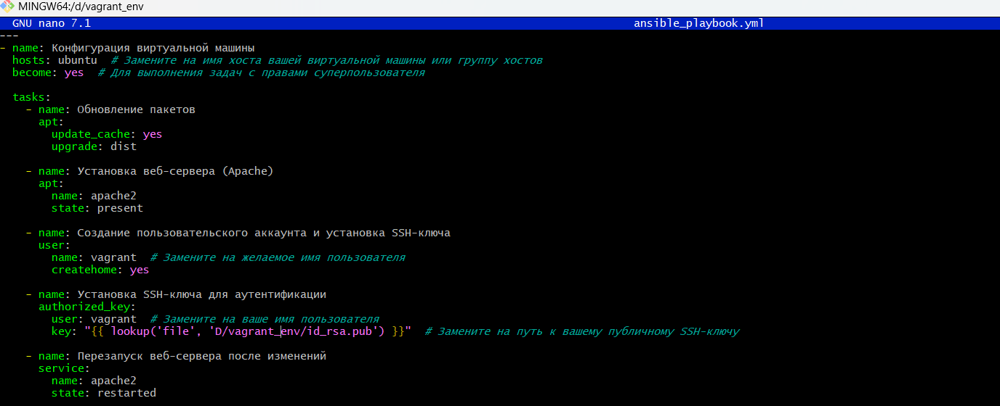 MINGW64:/d/vagrant_env
GNU nano 7.1 ansible_playbook.yml
---
- name: Конфигурация виртуальной машины
  hosts: ubuntu  # Замените на имя хоста вашей виртуальной машины или группу хостов
  become: yes  # Для выполнения задач с правами суперпользователя

  tasks:
    - name: Обновление пакетов
      apt:
        update_cache: yes
        upgrade: dist

    - name: Установка веб-сервера (Apache)
      apt:
        name: apache2
        state: present

    - name: Создание пользовательского аккаунта и установка SSH-ключа
      user:
        name: vagrant  # Замените на желаемое имя пользователя
        createhome: yes

    - name: Установка SSH-ключа для аутентификации
      authorized_key:
        user: vagrant  # Замените на ваше имя пользователя
        key: "{{ lookup('file', 'D/vagrant_env/id_rsa.pub') }}"  # Замените на путь к вашему публичному SSH-ключу

    - name: Перезапуск веб-сервера после изменений
      service:
        name: apache2
        state: restarted